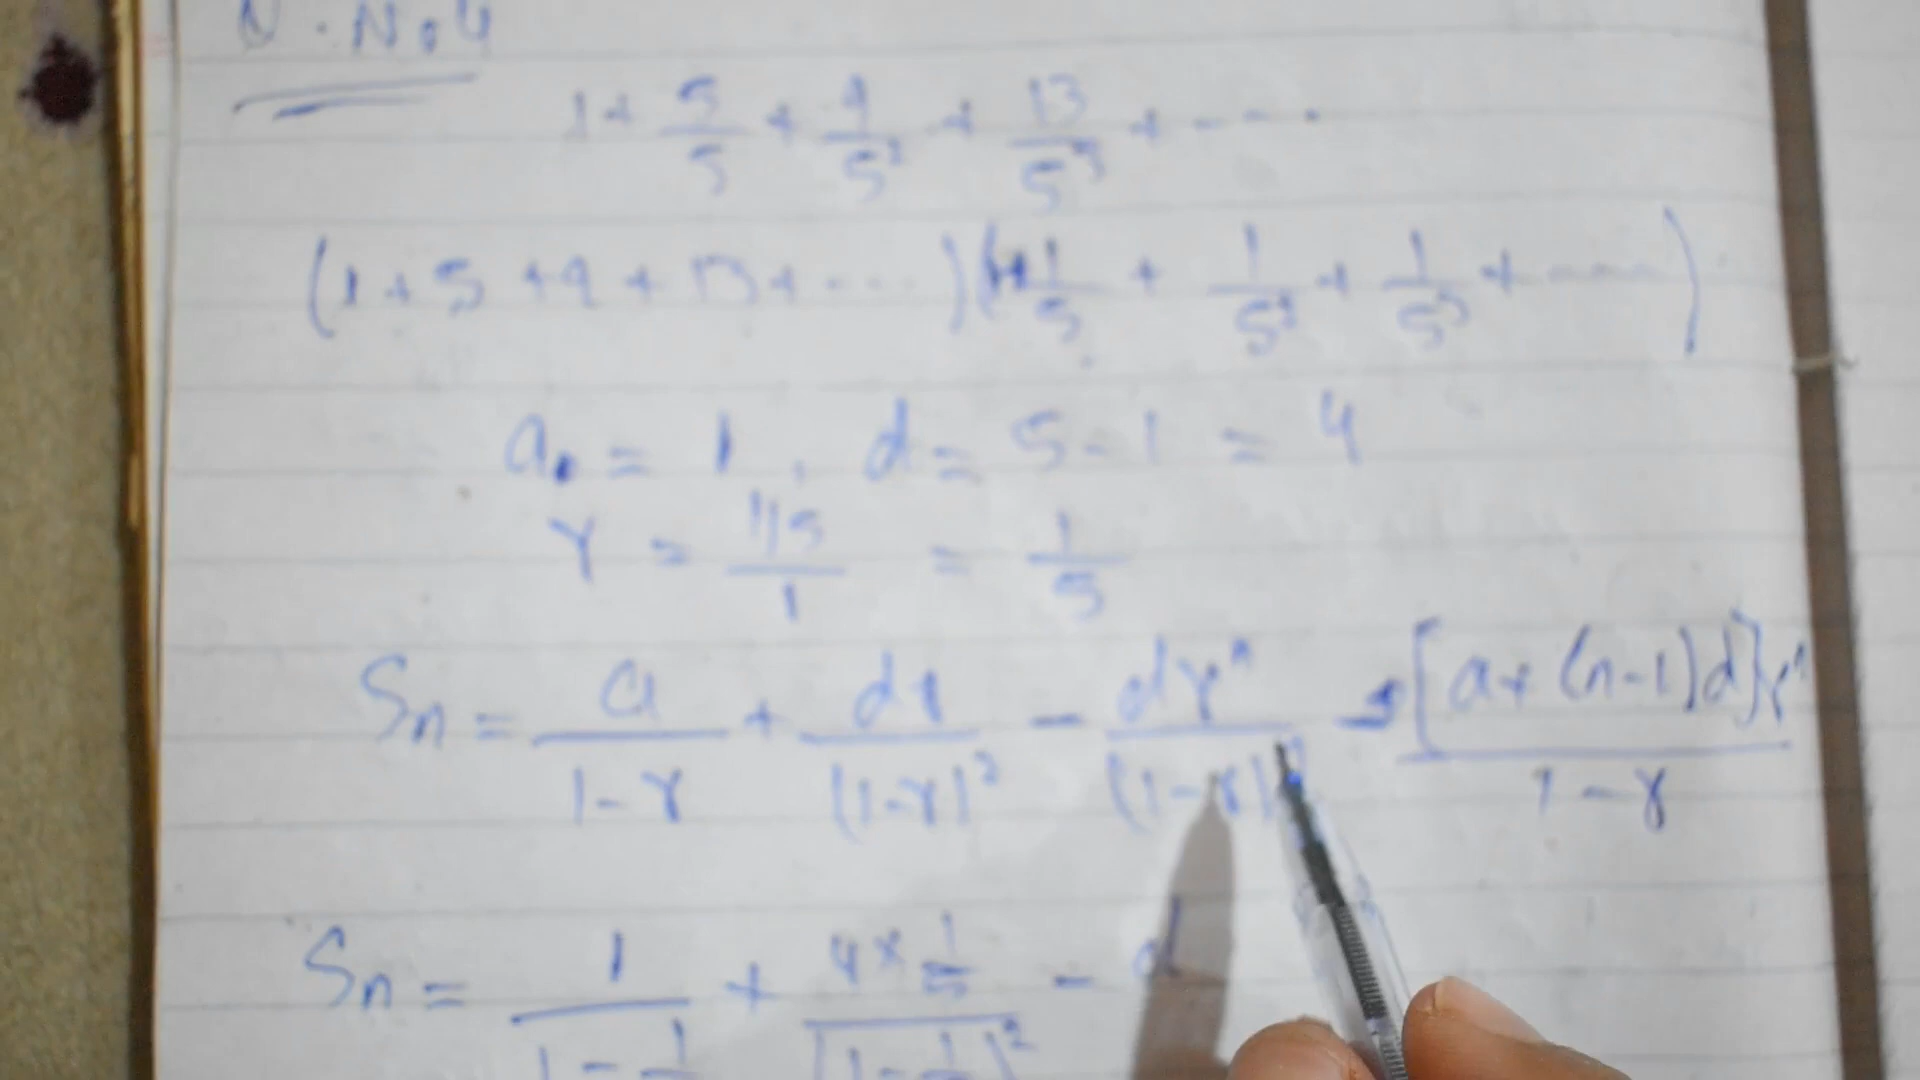 Q. No 4
1 + 5/5 + 9/5² + 13/5³ + ----
(1 + 5 + 9 + 13 + ...) (1 + 1/5 + 1/5² + 1/5³ + ----)
a = 1, d = 5 - 1 = 4
r = 1/5 / 1 = 1/5
Sn = a/(1-r) + dr/(1-r)² - drⁿ/(1-r)² - [a+(n-1)d]rⁿ/(1-r)
Sn = 1/(1 - 1/5) + 4×1/5 / (1 - 1/5)² - d